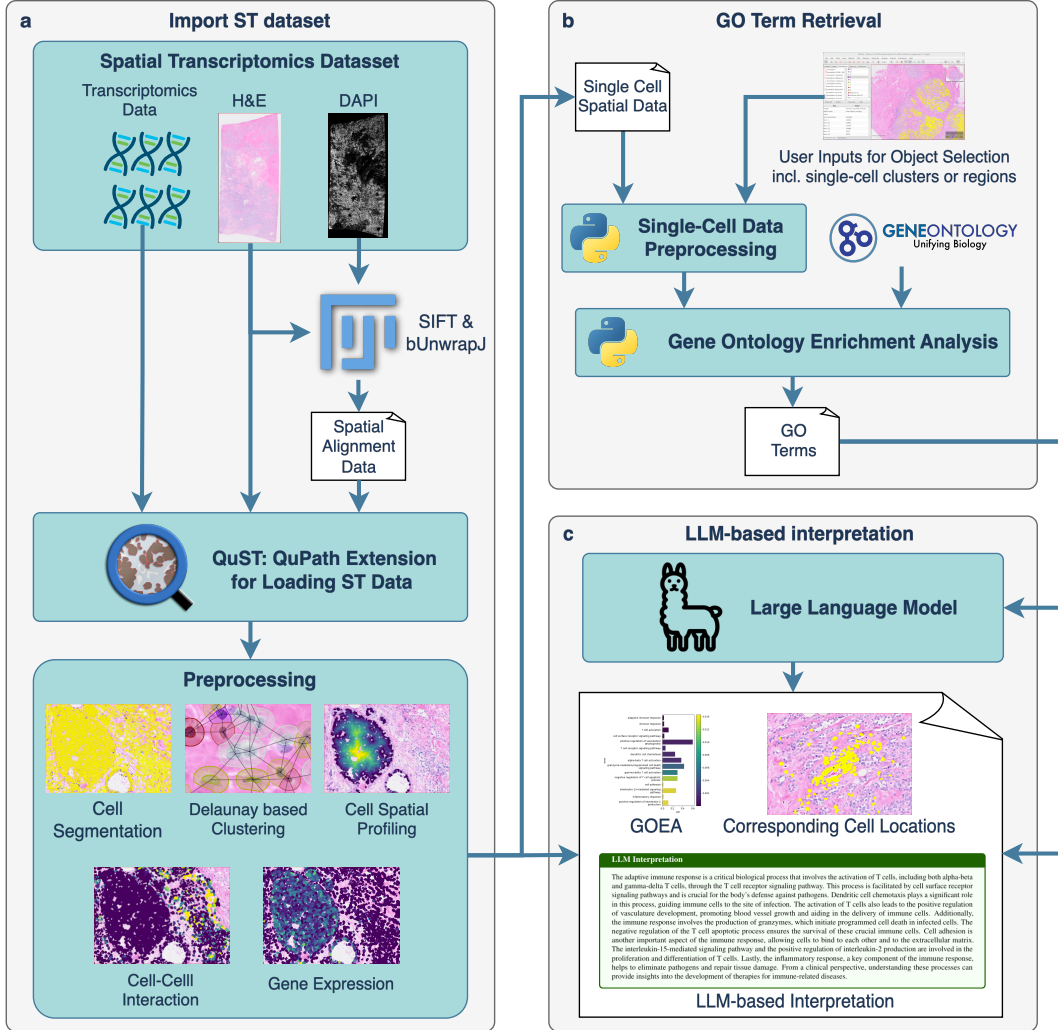 a
Import ST dataset
Spatial Transcriptomics Datasset
Transcriptomics
Data
H&E
DAPI
SIFT &
bUnwrapJ
Spatial
Alignment
Data
QuST: QuPath Extension
for Loading ST Data
Preprocessing
Cell
Segmentation
Delaunay based
Clustering
Cell Spatial
Profiling
Cell-Celll
Interaction
Gene Expression
b
GO Term Retrieval
Single Cell
Spatial Data
User Inputs for Object Selection
incl. single-cell clusters or regions
Single-Cell Data
Preprocessing
GENEONTOLOGY
Unifying Biology
Gene Ontology Enrichment Analysis
GO
Terms
c
LLM-based interpretation
Large Language Model
GOEA
Corresponding Cell Locations
LLM Interpretation
The adaptive immune response is a critical biological process that involves the activation of T cells, including both alpha-beta
and gamma-delta T cells, through the T cell receptor signaling pathway. This process is facilitated by cell surface receptor
signaling pathways and is crucial for the body's defense against pathogens. Dendritic cell chemotaxis plays a significant role
in this process, guiding immune cells to the site of infection. The activation of T cells also leads to the positive regulation
of vasculature development, promoting blood vessel growth and aiding in the delivery of immune cells. Additionally,
the immune response involves the production of granzymes, which initiate programmed cell death in infected cells. The
negative regulation of T cell apoptotic process ensures the survival of these crucial immune cells. Cell adhesion is
another important aspect of the immune response, allowing cells to bind to each other and to the extracellular matrix.
The interleukin-15-mediated signaling pathway and the positive regulation of interleukin-2 production are involved in the
proliferation and differentiation of T cells. Lastly, the inflammatory response, a key component of the immune response,
helps to eliminate pathogens and repair tissue damage. From a clinical perspective, understanding these processes can
provide insights into the development of therapies for immune-related diseases.
LLM-based Interpretation